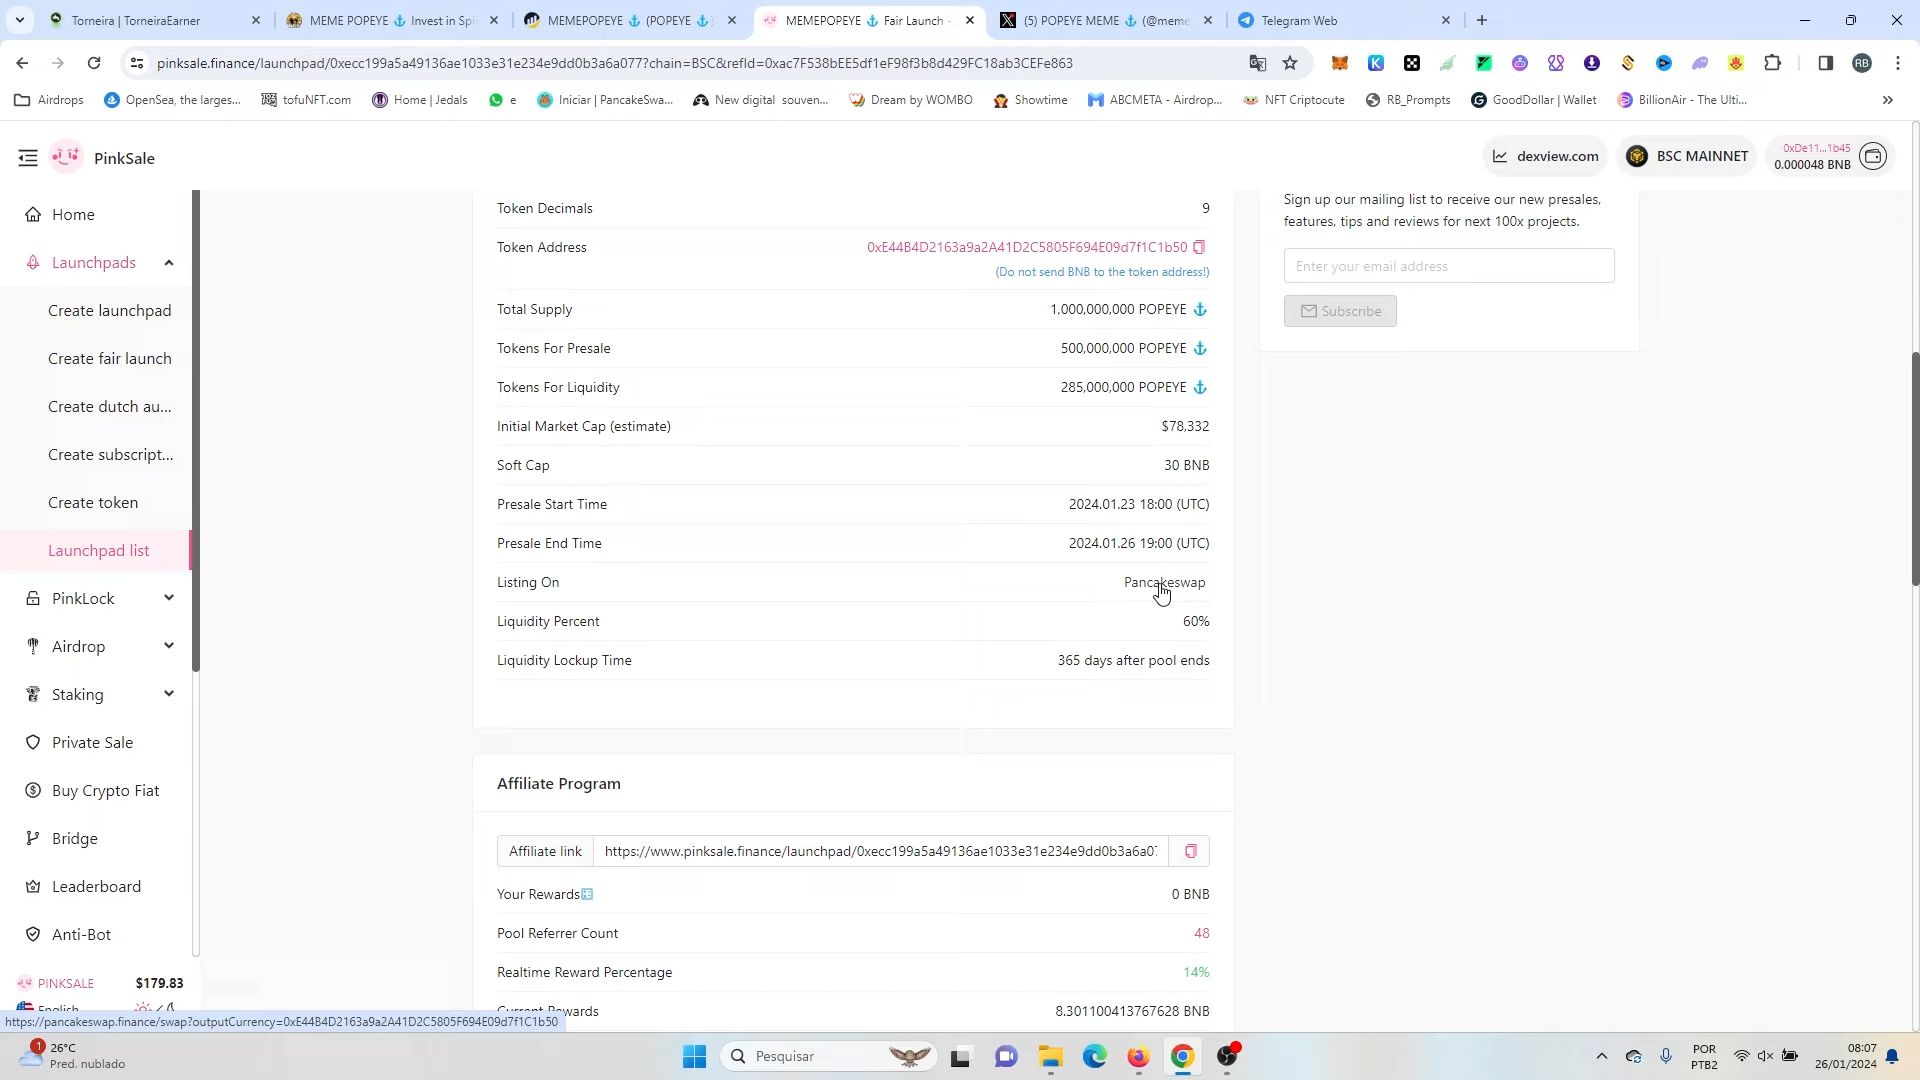 Torneira | TorneiraEarner
MEME POPEYE ⚓ Invest in Spi
MEMEPOPEYE ⚓ (POPEYE ⚓)
MEMEPOPEYE ⚓ Fair Launch -
(5) POPEYE MEME ⚓ (@meme
Telegram Web
pinksale.finance/launchpad/0xecc199a5a49136ae1033e31e234e9dd0b3a6a077?chain=BSC&refId=0xac7F538bEE5df1eF98f3b8d429FC18ab3CEFe863
RB
Airdrops
OpenSea, the larges...
tofuNFT.com
Home | Jedals
e
Iniciar | PancakeSwa...
New digital souven...
Dream by WOMBO
Showtime
ABCMETA - Airdrop...
NFT Criptocute
RB_Prompts
GoodDollar | Wallet
BillionAir - The Ulti...
PinkSale
dexview.com
BSC MAINNET
0xDe11...1b45
0.000048 BNB
Home
Launchpads
Create launchpad
Create fair launch
Create dutch au...
Create subscript...
Create token
Launchpad list
PinkLock
Airdrop
Staking
Private Sale
Buy Crypto Fiat
Bridge
Leaderboard
Anti-Bot
PINKSALE $179.83
English
Token Decimals 9
Token Address 0xE44B4D2163a9a2A41D2C5805F694E09d7f1C1b50
(Do not send BNB to the token address!)
Total Supply 1,000,000,000 POPEYE ⚓
Tokens For Presale 500,000,000 POPEYE ⚓
Tokens For Liquidity 285,000,000 POPEYE ⚓
Initial Market Cap (estimate) $78,332
Soft Cap 30 BNB
Presale Start Time 2024.01.23 18:00 (UTC)
Presale End Time 2024.01.26 19:00 (UTC)
Listing On Pancakeswap
Liquidity Percent 60%
Liquidity Lockup Time 365 days after pool ends
Affiliate Program
Affiliate link https://www.pinksale.finance/launchpad/0xecc199a5a49136ae1033e31e234e9dd0b3a6a07
Your Rewards 0 BNB
Pool Referrer Count 48
Realtime Reward Percentage 14%
Current Rewards 8.301100413767628 BNB
Sign up our mailing list to receive our new presales,
features, tips and reviews for next 100x projects.
Enter your email address
Subscribe
https://pancakeswap.finance/swap?outputCurrency=0xE44B4D2163a9a2A41D2C5805F694E09d7f1C1b50
1
26°C
Pred. nublado
Pesquisar
POR
PTB2
08:07
26/01/2024